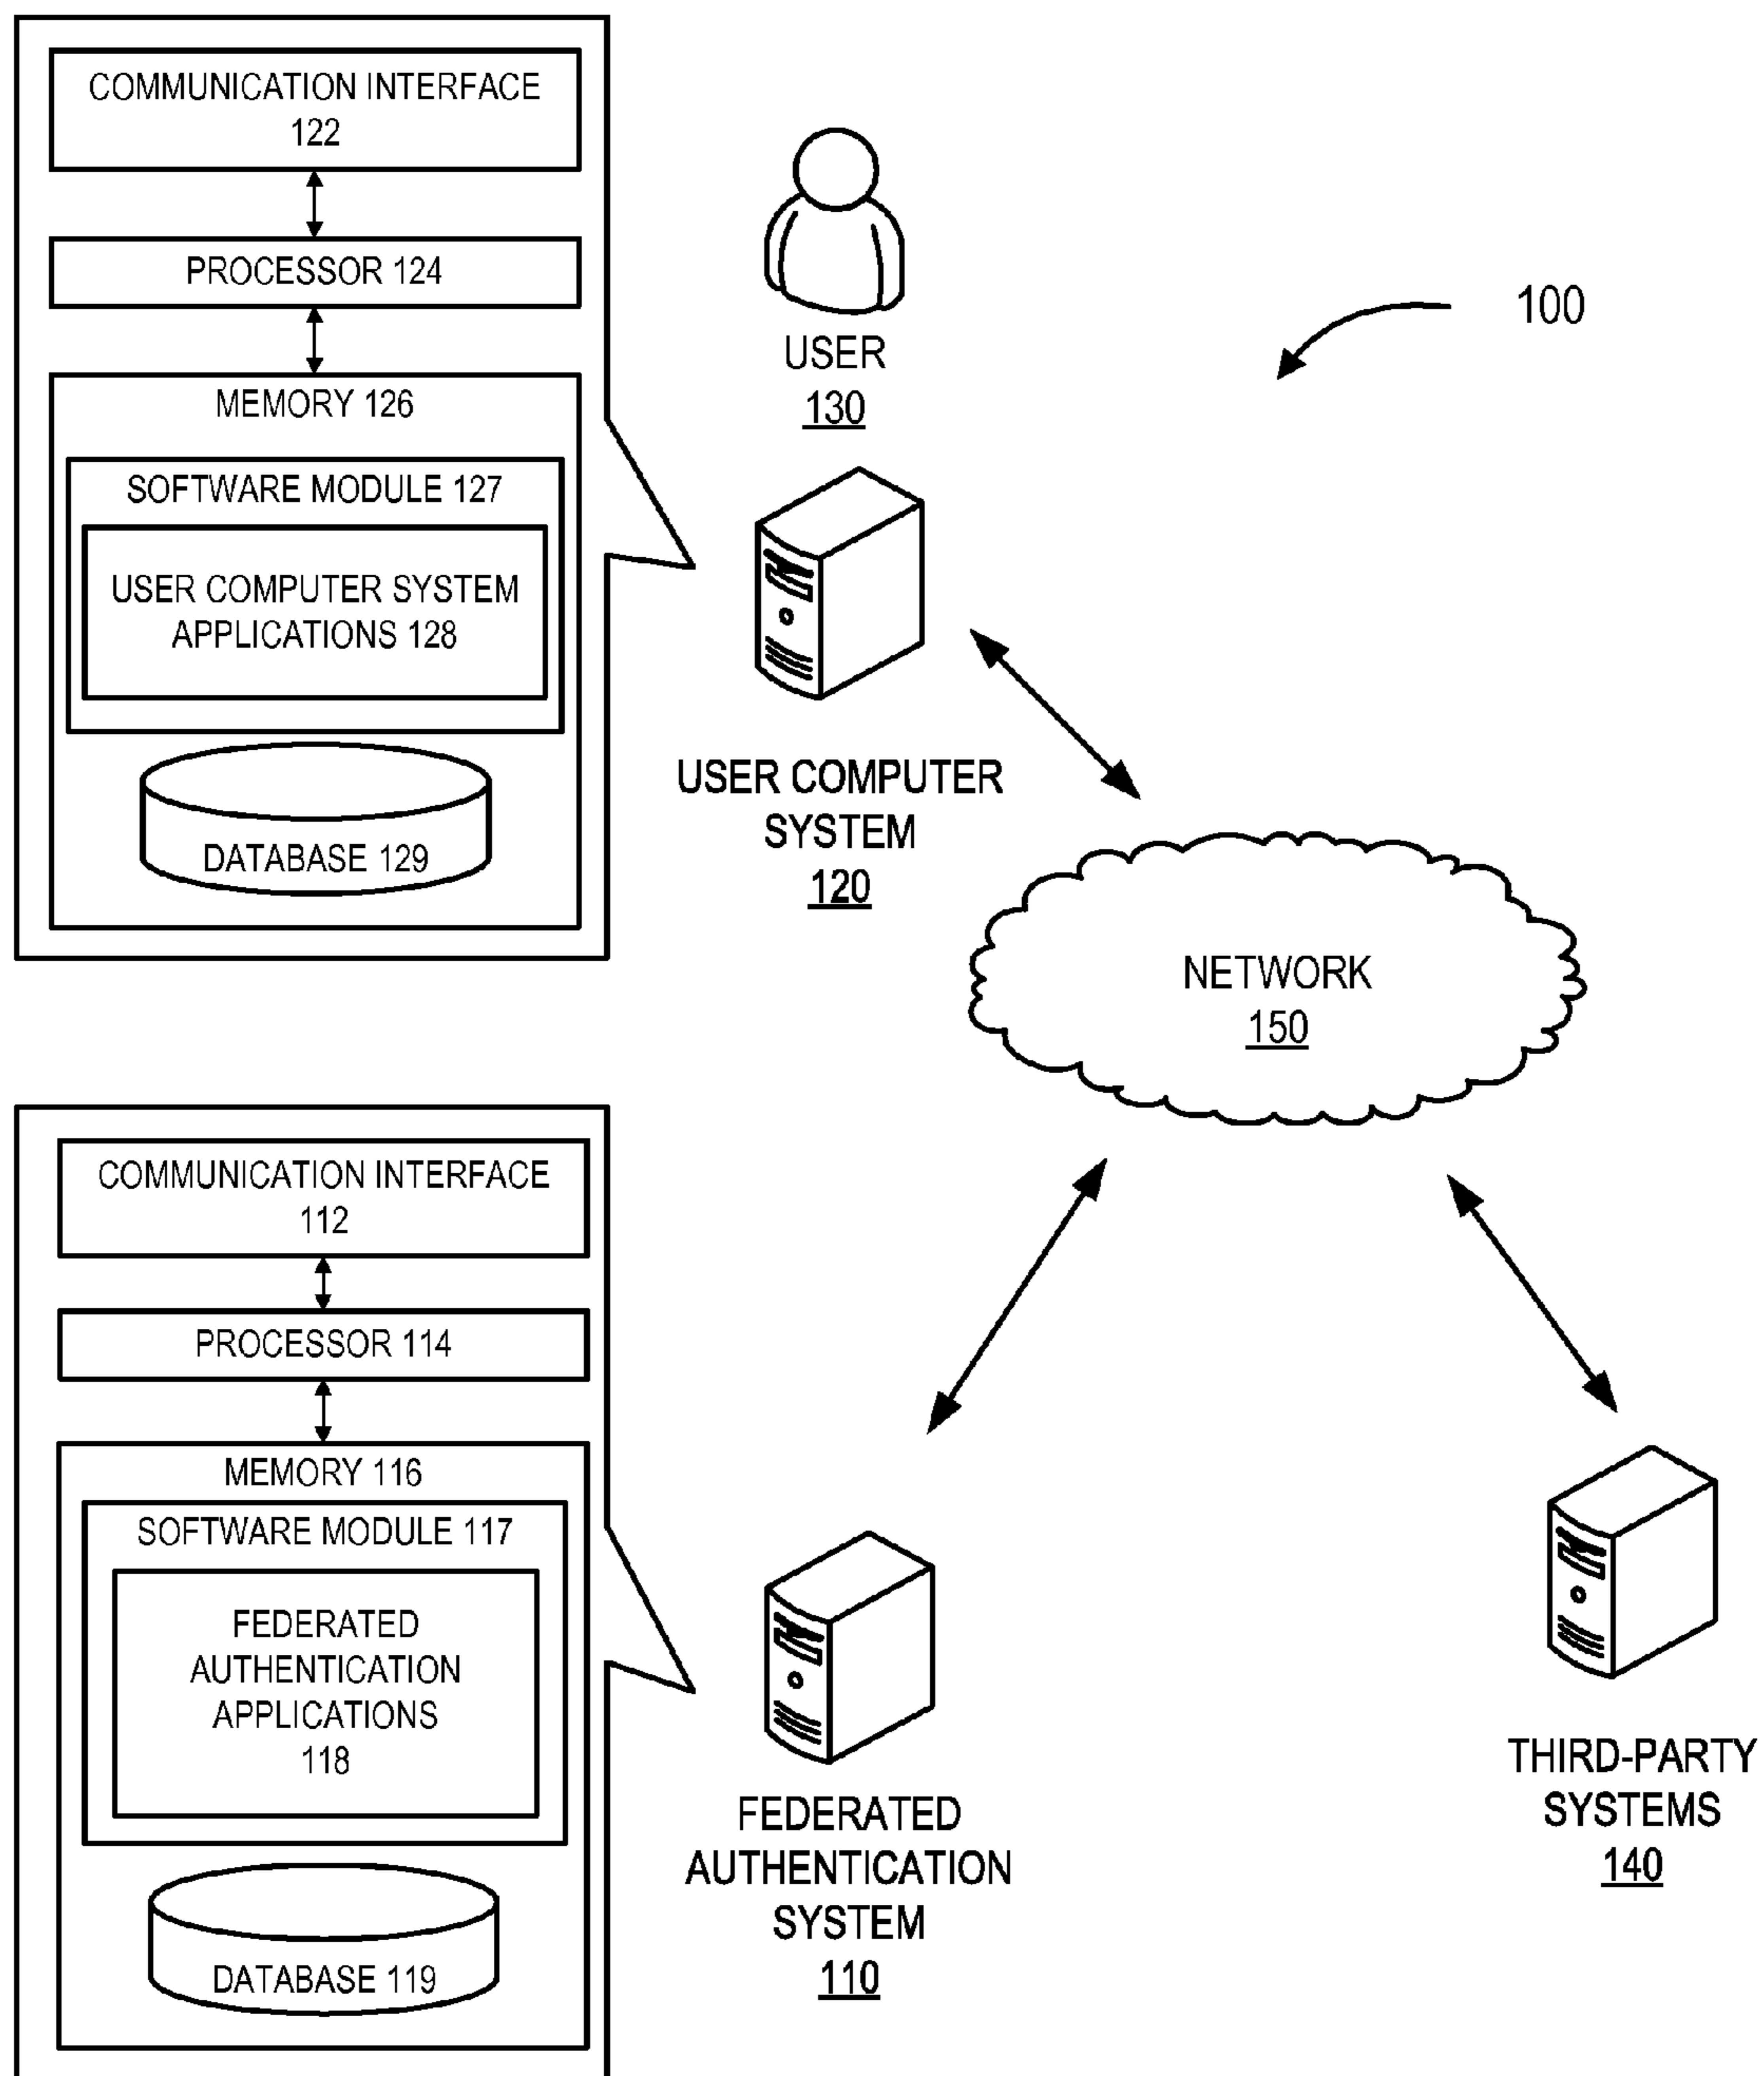 COMMUNICATION INTERFACE
122
PROCESSOR 124
MEMORY 126
SOFTWARE MODULE 127
USER COMPUTER SYSTEM
APPLICATIONS 128
DATABASE 129
USER
130
100
USER COMPUTER
SYSTEM
120
NETWORK
150
COMMUNICATION INTERFACE
112
PROCESSOR 114
MEMORY 116
SOFTWARE MODULE 117
FEDERATED
AUTHENTICATION
APPLICATIONS
118
DATABASE 119
FEDERATED
AUTHENTICATION
SYSTEM
110
THIRD-PARTY
SYSTEMS
140